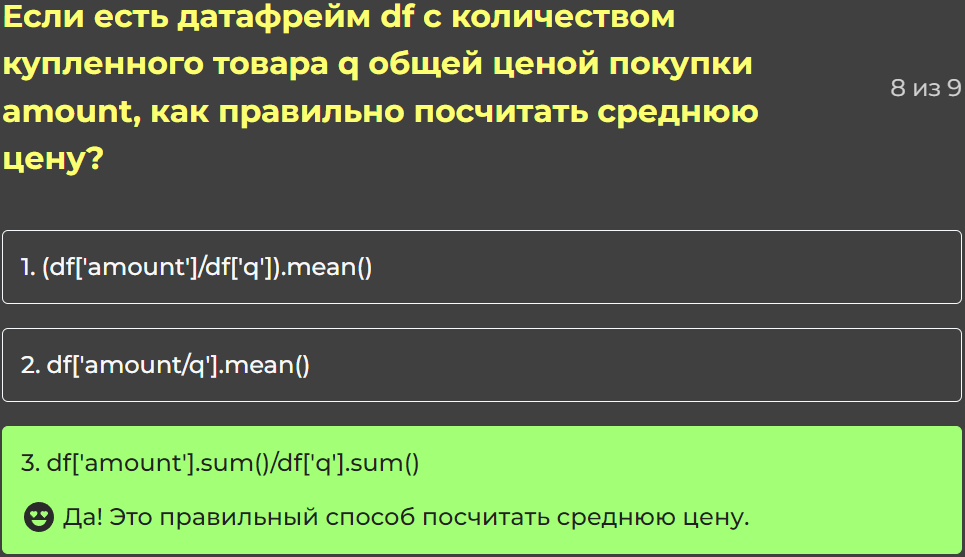 Если есть датафрейм df с количеством
купленного товара q общей ценой покупки
amount, как правильно посчитать среднюю
цену?
8 из 9
1. (df['amount']/df['q']).mean()
2. df['amount/q'].mean()
3. df['amount'].sum()/df['q'].sum()
Да! Это правильный способ посчитать среднюю цену.